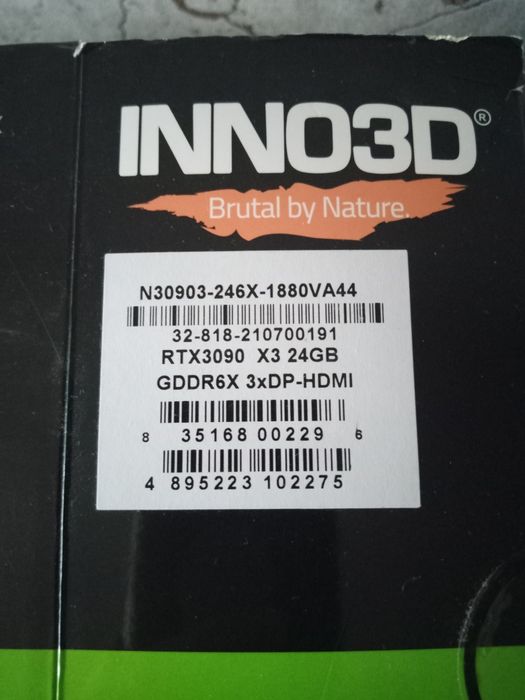 INNO3D®
Brutal by Nature.
N30903-246X-1880VA44
32-818-210700191
RTX3090 X3 24GB
GDDR6X 3xDP-HDMI
8 35168 00229 6
4 895223 102275